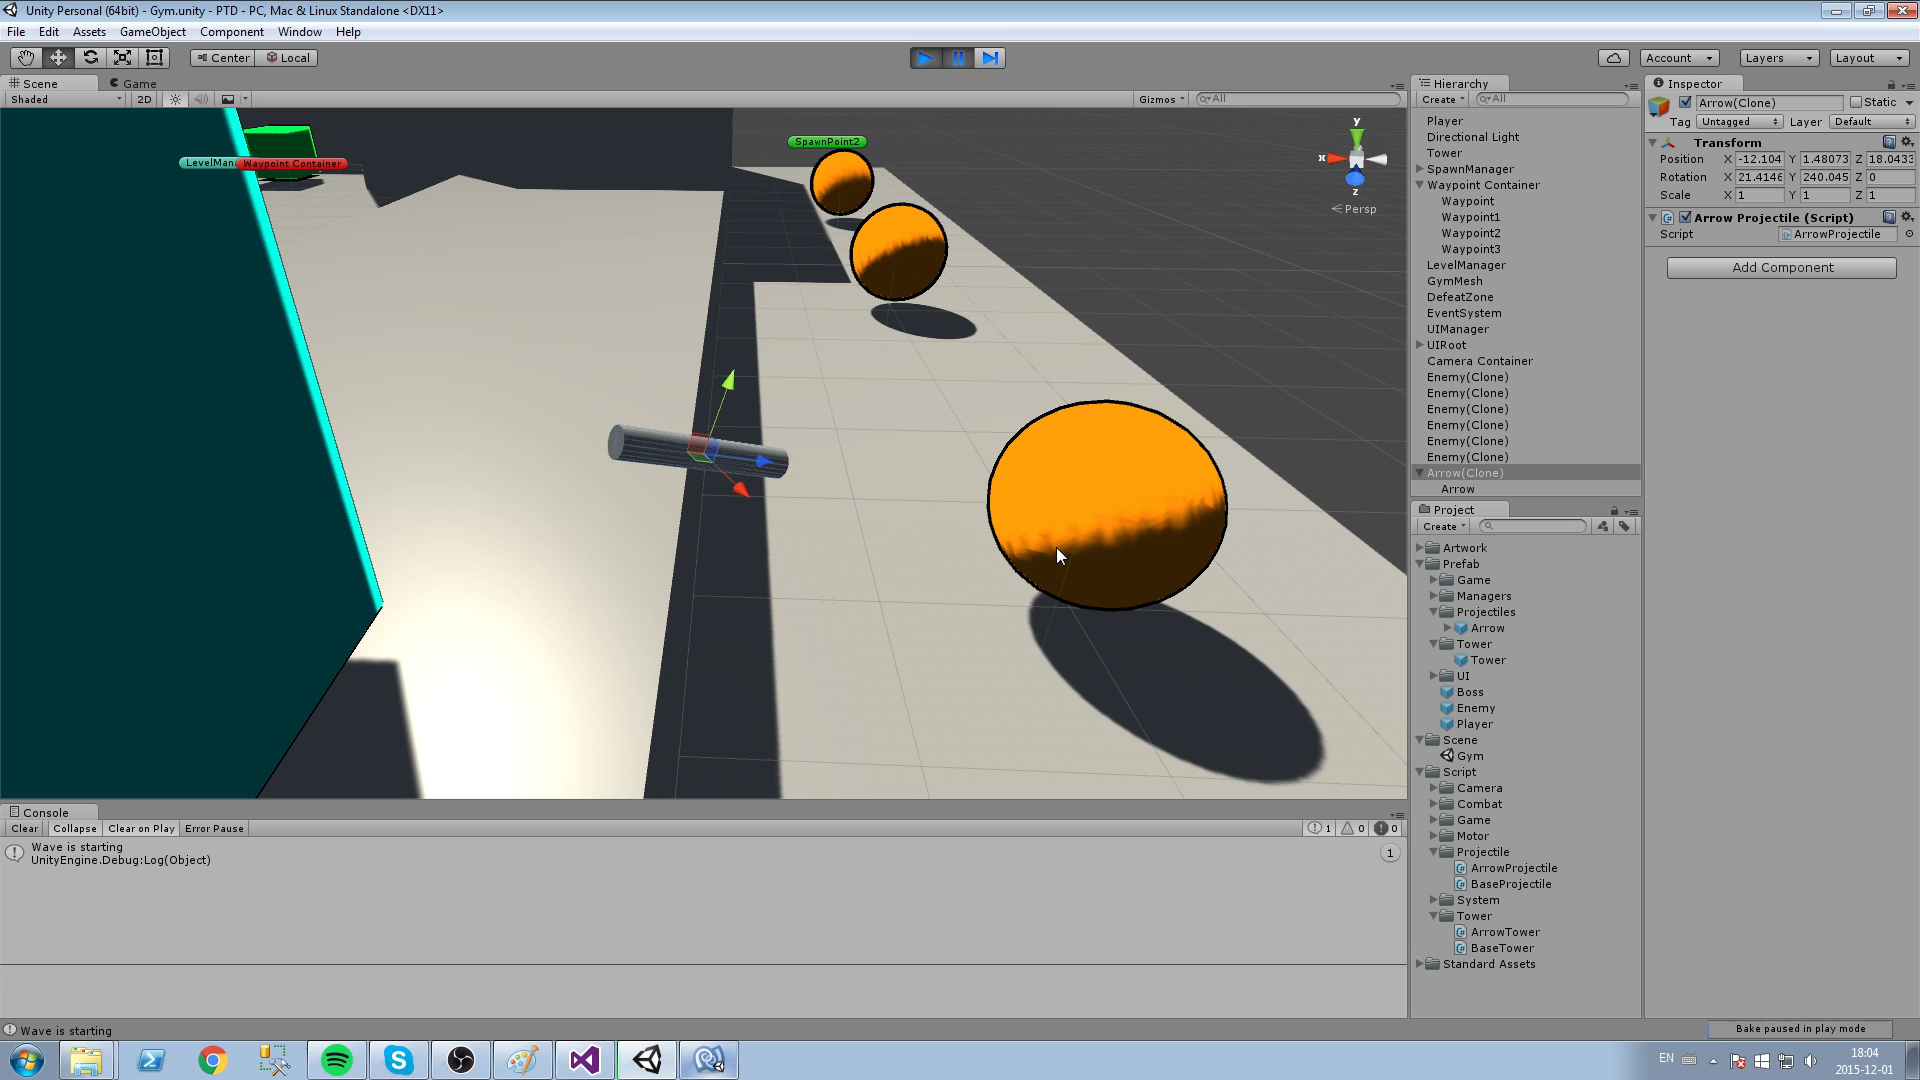 Unity Personal (64bit) - Gym.unity - PTD - PC, Mac & Linux Standalone <DX11>
File Edit Assets GameObject Component Window Help
Center Local Account Layers Layout
Scene Game
Shaded 2D Gizmos All
SpawnPoint2
LevelMana Waypoint Container
y
x
z
Persp
Hierarchy
Create All
Player
Directional Light
Tower
SpawnManager
Waypoint Container
Waypoint
Waypoint1
Waypoint2
Waypoint3
LevelManager
GymMesh
DefeatZone
EventSystem
UIManager
UIRoot
Camera Container
Enemy(Clone)
Enemy(Clone)
Enemy(Clone)
Enemy(Clone)
Enemy(Clone)
Enemy(Clone)
Arrow(Clone)
Arrow
Project
Create
Artwork
Prefab
Game
Managers
Projectiles
Arrow
Tower
Tower
UI
Boss
Enemy
Player
Scene
Gym
Script
Camera
Combat
Game
Motor
Projectile
ArrowProjectile
BaseProjectile
System
Tower
ArrowTower
BaseTower
Standard Assets
Inspector
Arrow(Clone) Static
Tag Untagged Layer Default
Transform
Position X -12.104 Y 1.48073 Z 18.0433
Rotation X 21.4146 Y 240.045 Z 0
Scale X 1 Y 1 Z 1
Arrow Projectile (Script)
Script ArrowProjectile
Add Component
Console
Clear Collapse Clear on Play Error Pause 1 0 0
Wave is starting
UnityEngine.Debug:Log(Object)
1
Wave is starting
Bake paused in play mode
EN
18:04
2015-12-01